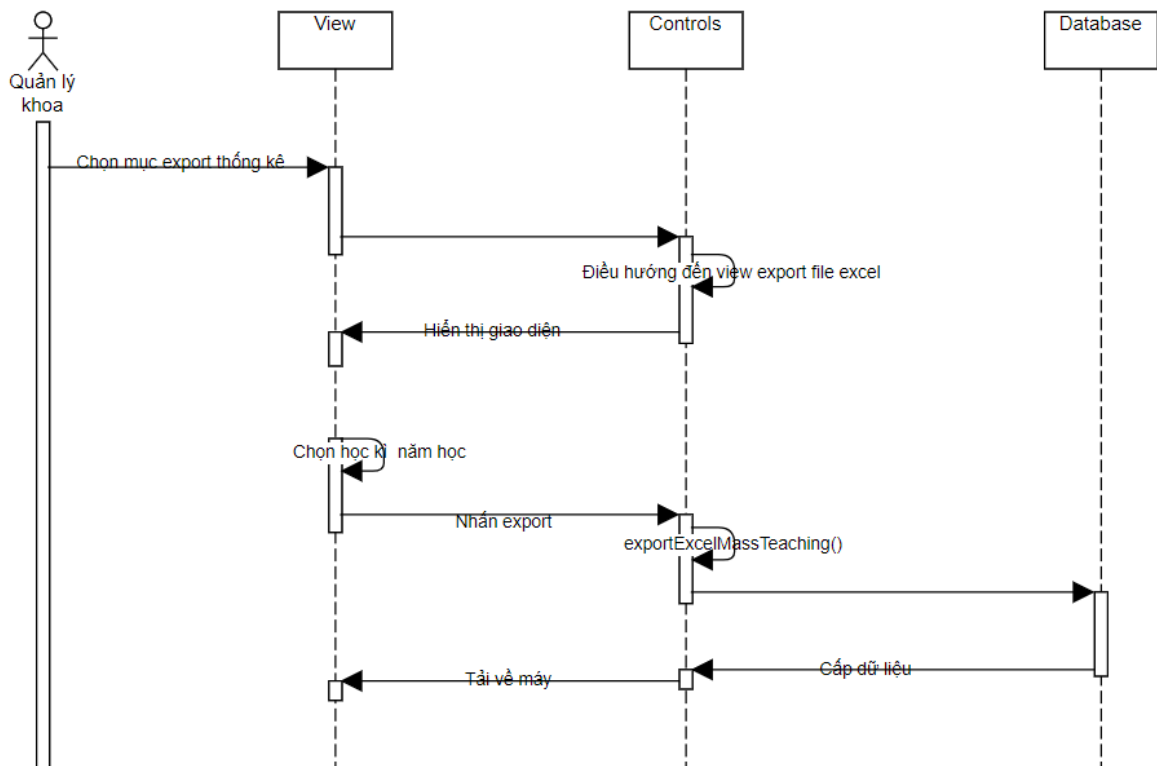 View
Controls
Database
Quản lý
khoa
Chọn mục export thống kê
Điều hướng đến view export file excel
Hiển thị giao diện
Chọn học kì năm học
Nhấn export
exportExcelMassTeaching()
Cấp dữ liệu
Tải về máy